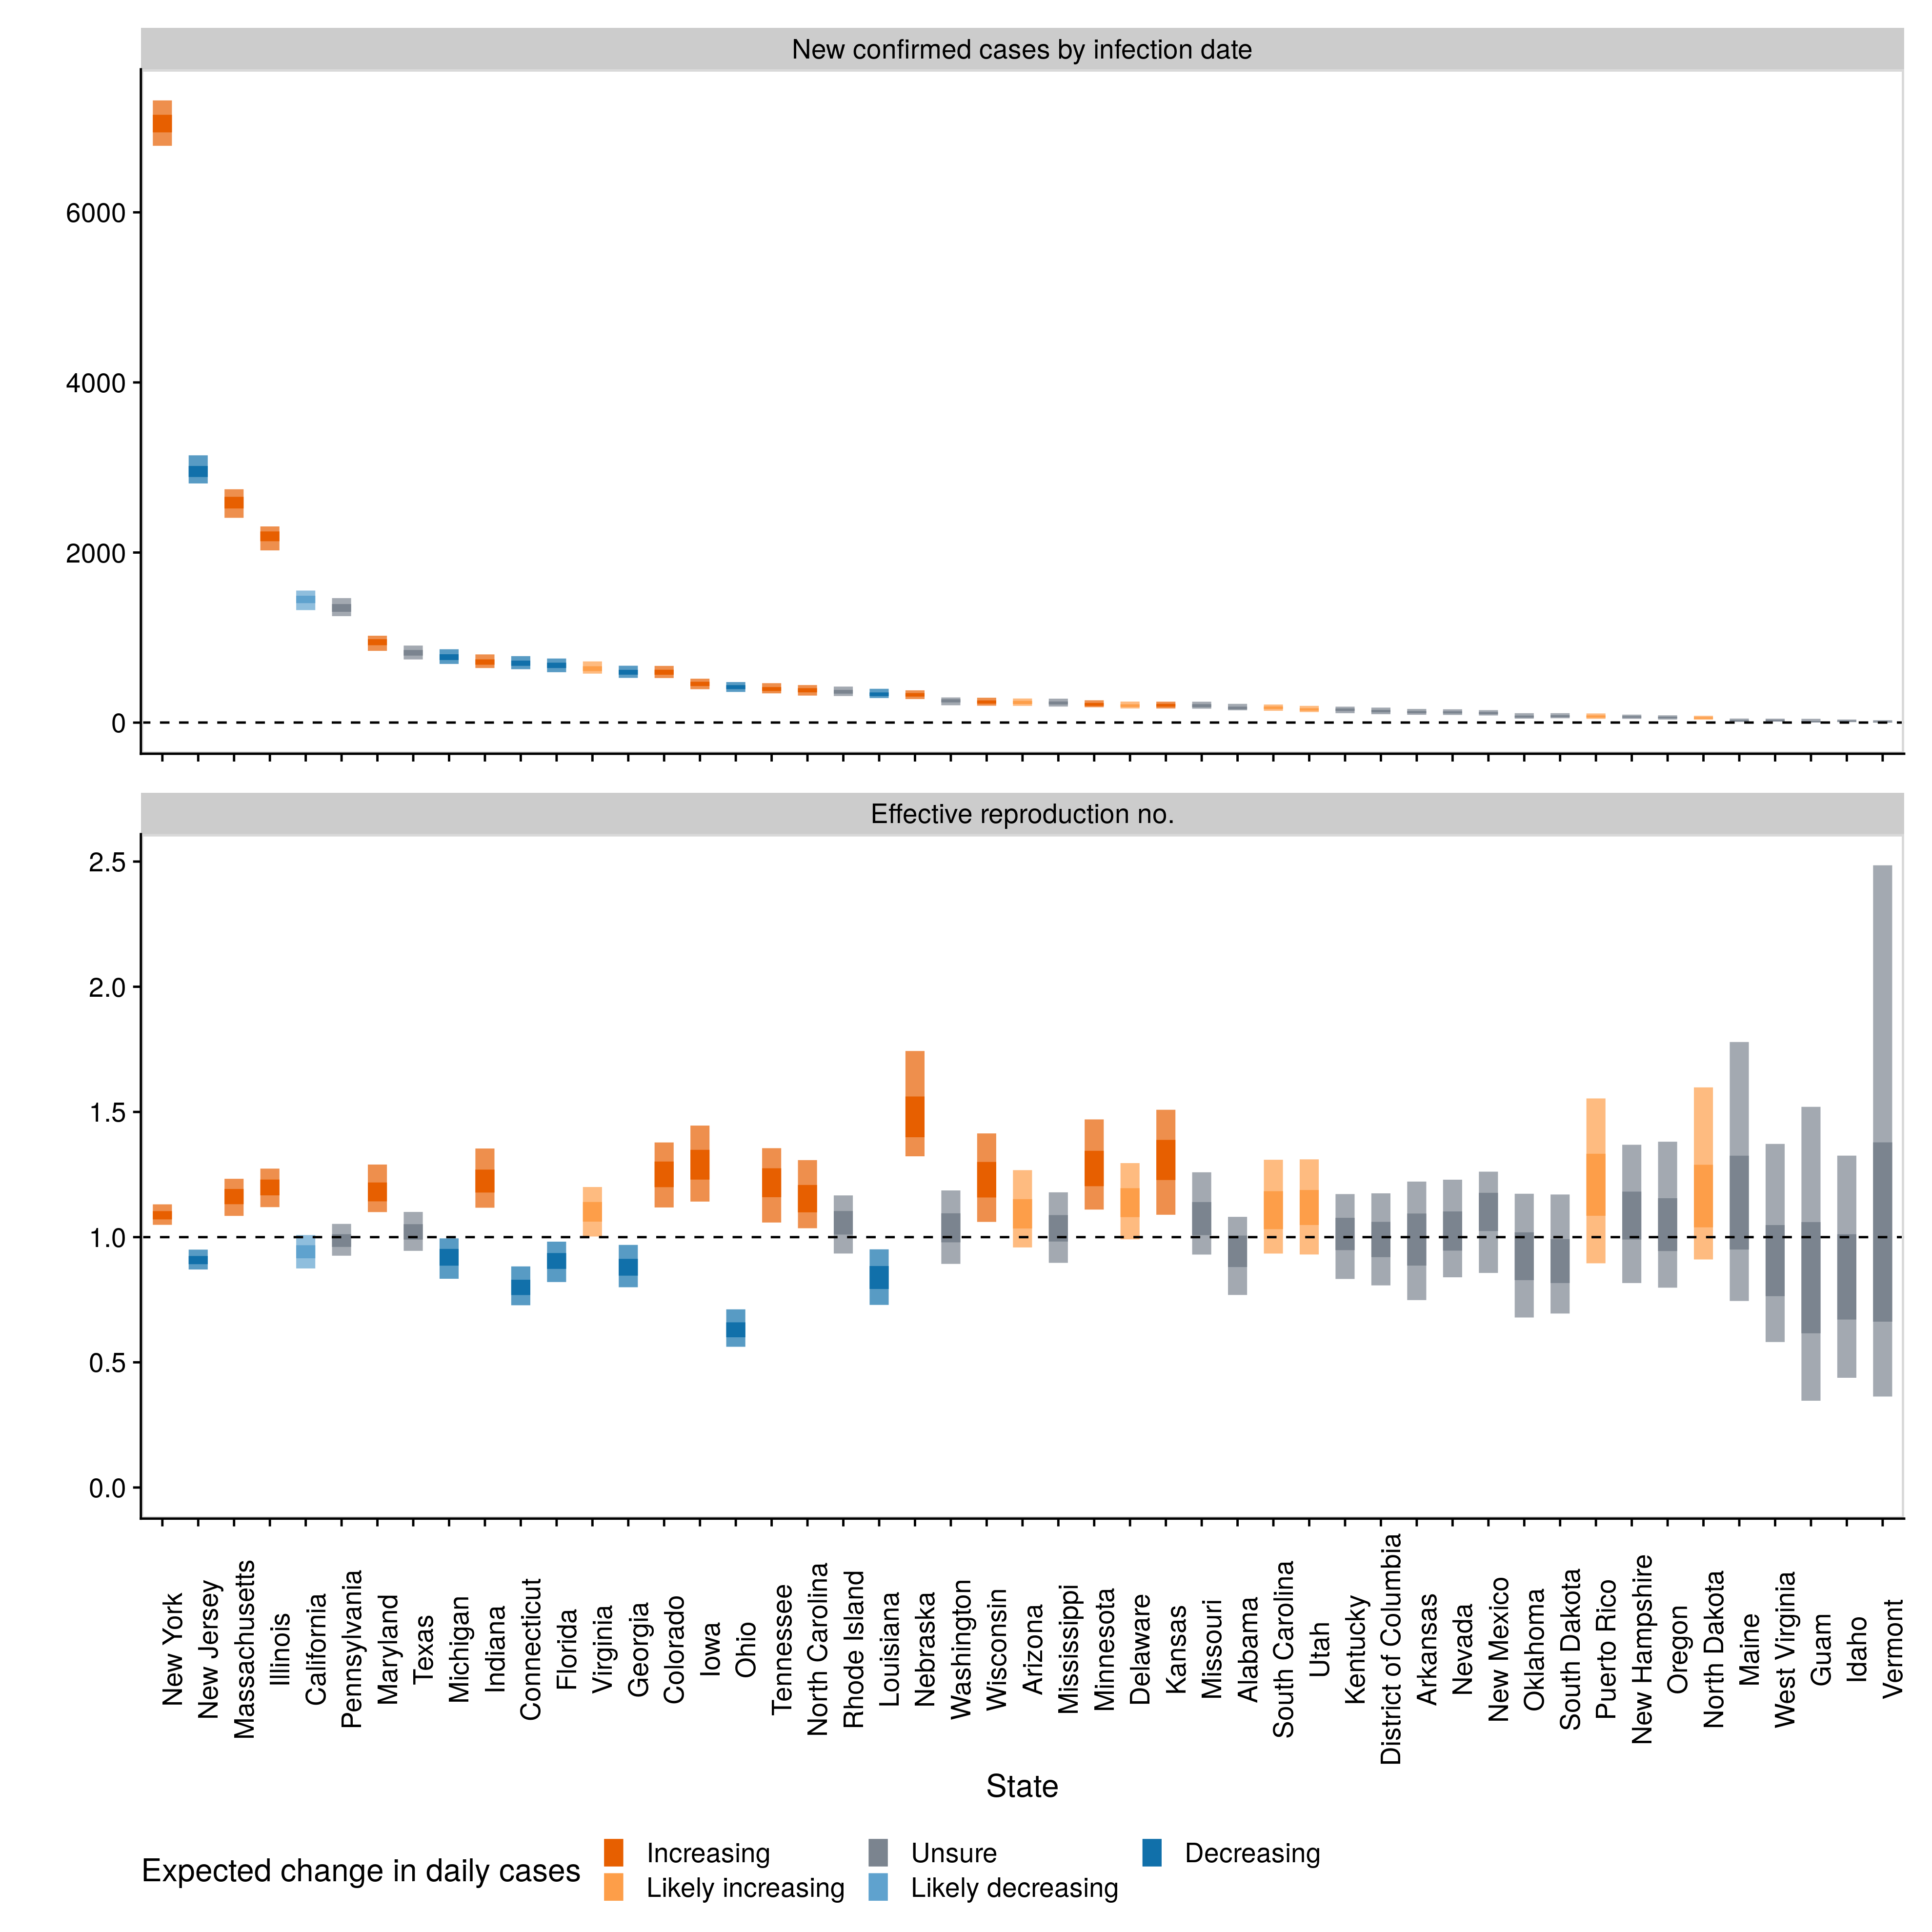 New confirmed cases by infection date
6000
4000
2000
0
Effective reproduction no.
2.5
2.0
1.5
1.0
0.5
0.0
New York
New Jersey
Massachusetts
Illinois
California
Pennsylvania
Maryland
Texas
Michigan
Indiana
Connecticut
Florida
Virginia
Georgia
Colorado
Iowa
Ohio
Tennessee
North Carolina
Rhode Island
Louisiana
Nebraska
Washington
Wisconsin
Arizona
Mississippi
Minnesota
Delaware
Kansas
Missouri
Alabama
South Carolina
Utah
Kentucky
District of Columbia
Arkansas
Nevada
New Mexico
Oklahoma
South Dakota
Puerto Rico
New Hampshire
Oregon
North Dakota
Maine
West Virginia
Guam
Idaho
Vermont
State
Expected change in daily cases
Increasing
Unsure
Decreasing
Likely increasing
Likely decreasing